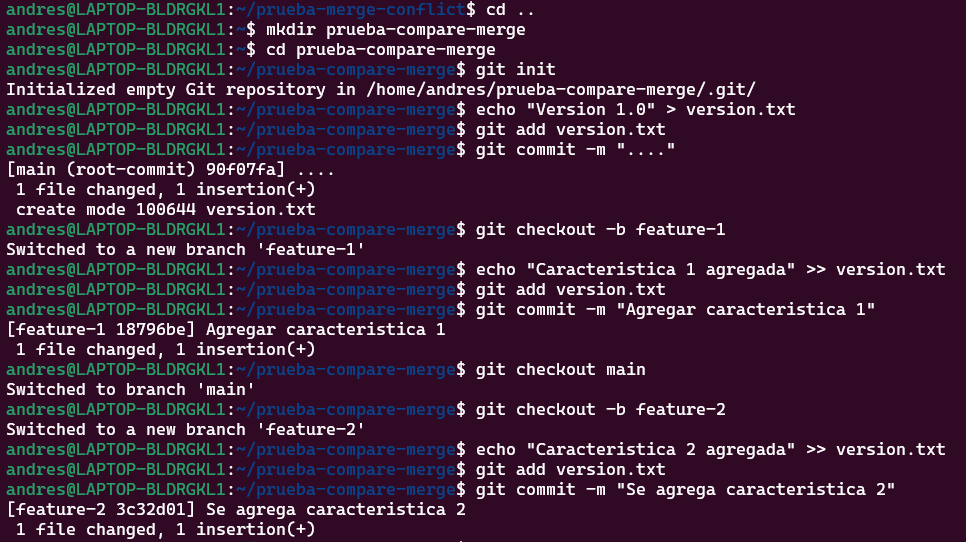 andres@LAPTOP-BLDRGKL1:~/prueba-merge-conflict$ cd ..
andres@LAPTOP-BLDRGKL1:~$ mkdir prueba-compare-merge
andres@LAPTOP-BLDRGKL1:~$ cd prueba-compare-merge
andres@LAPTOP-BLDRGKL1:~/prueba-compare-merge$ git init
Initialized empty Git repository in /home/andres/prueba-compare-merge/.git/
andres@LAPTOP-BLDRGKL1:~/prueba-compare-merge$ echo "Version 1.0" > version.txt
andres@LAPTOP-BLDRGKL1:~/prueba-compare-merge$ git add version.txt
andres@LAPTOP-BLDRGKL1:~/prueba-compare-merge$ git commit -m "...."
[main (root-commit) 90f07fa] ....
 1 file changed, 1 insertion(+)
 create mode 100644 version.txt
andres@LAPTOP-BLDRGKL1:~/prueba-compare-merge$ git checkout -b feature-1
Switched to a new branch 'feature-1'
andres@LAPTOP-BLDRGKL1:~/prueba-compare-merge$ echo "Caracteristica 1 agregada" >> version.txt
andres@LAPTOP-BLDRGKL1:~/prueba-compare-merge$ git add version.txt
andres@LAPTOP-BLDRGKL1:~/prueba-compare-merge$ git commit -m "Agregar caracteristica 1"
[feature-1 18796be] Agregar caracteristica 1
 1 file changed, 1 insertion(+)
andres@LAPTOP-BLDRGKL1:~/prueba-compare-merge$ git checkout main
Switched to branch 'main'
andres@LAPTOP-BLDRGKL1:~/prueba-compare-merge$ git checkout -b feature-2
Switched to a new branch 'feature-2'
andres@LAPTOP-BLDRGKL1:~/prueba-compare-merge$ echo "Caracteristica 2 agregada" >> version.txt
andres@LAPTOP-BLDRGKL1:~/prueba-compare-merge$ git add version.txt
andres@LAPTOP-BLDRGKL1:~/prueba-compare-merge$ git commit -m "Se agrega caracteristica 2"
[feature-2 3c32d01] Se agrega caracteristica 2
 1 file changed, 1 insertion(+)